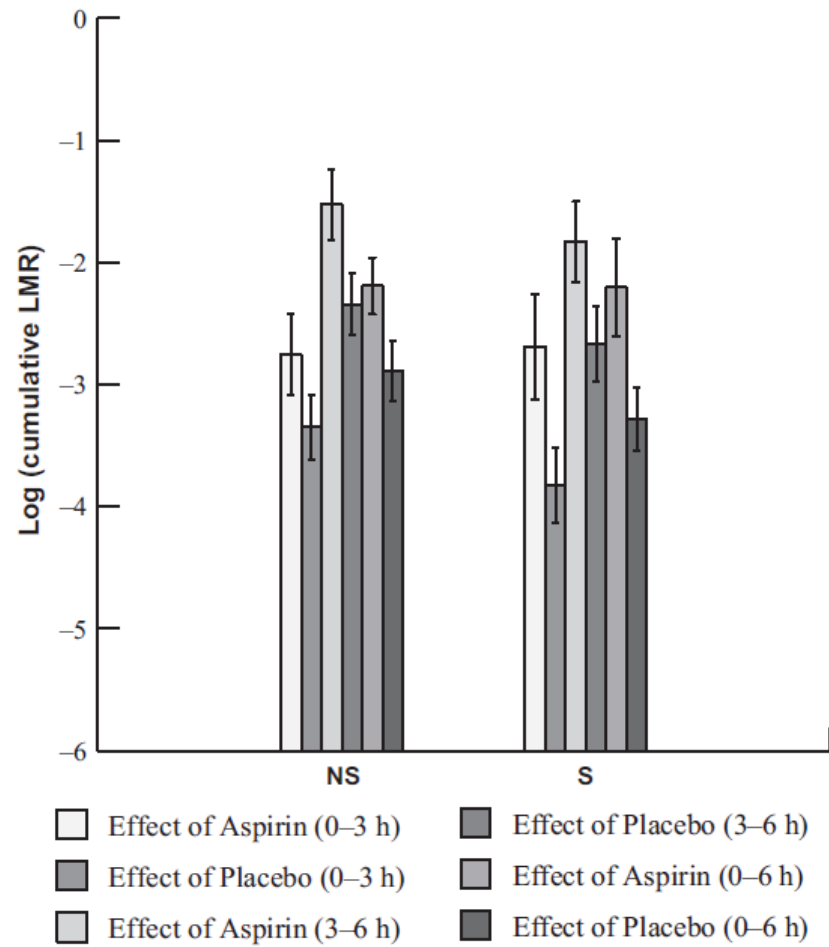 0
–1
–2
–3
–4
–5
–6
Log (cumulative LMR)
NS
S
Effect of Aspirin (0–3 h)
Effect of Placebo (0–3 h)
Effect of Aspirin (3–6 h)
Effect of Placebo (3–6 h)
Effect of Aspirin (0–6 h)
Effect of Placebo (0–6 h)